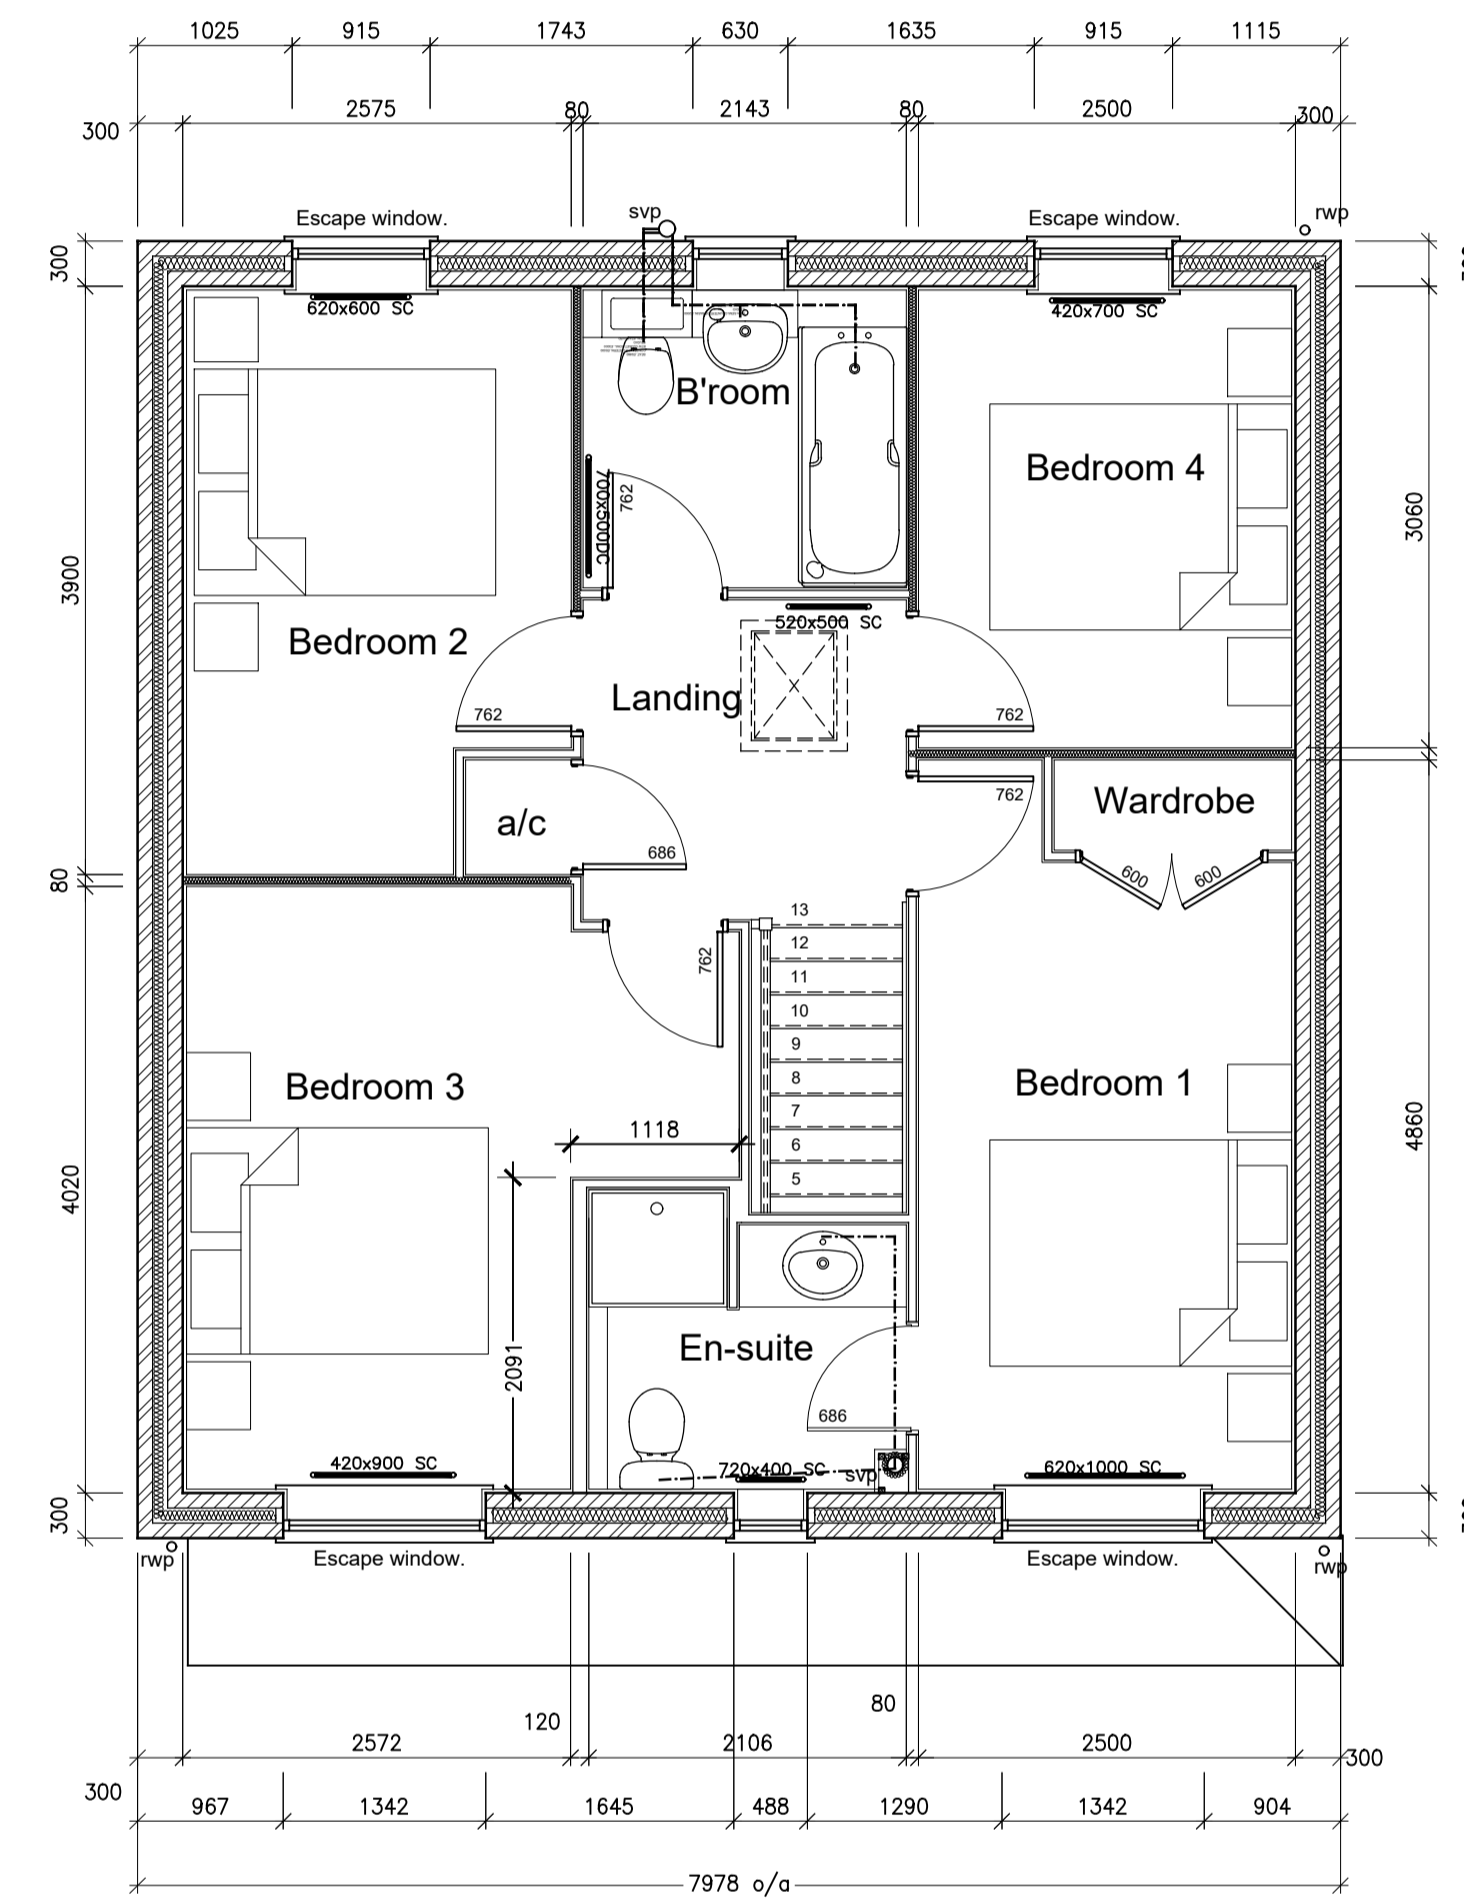 1025 915 1743 630 1635 915 1115
300 2575 80 2143 80 2500 300
Escape window. svp Escape window. rwp
300
620x600 SC 420x700 SC
B'room
Bedroom 4
700x500DC 762
3060
3900
520x500 SC
Bedroom 2
Landing
762 762
762
Wardrobe
a/c
686
600 600
80
13
12
762
11
10
9
8
7
6
5
Bedroom 3
Bedroom 1
1118
4860
4020
2091
En-suite
686
420x900 SC 720x400 SC svp 620x1000 SC
300
rwp Escape window. Escape window. rwp
120 80
2572 2106 2500 300
300
967 1342 1645 488 1290 1342 904
7978 o/a